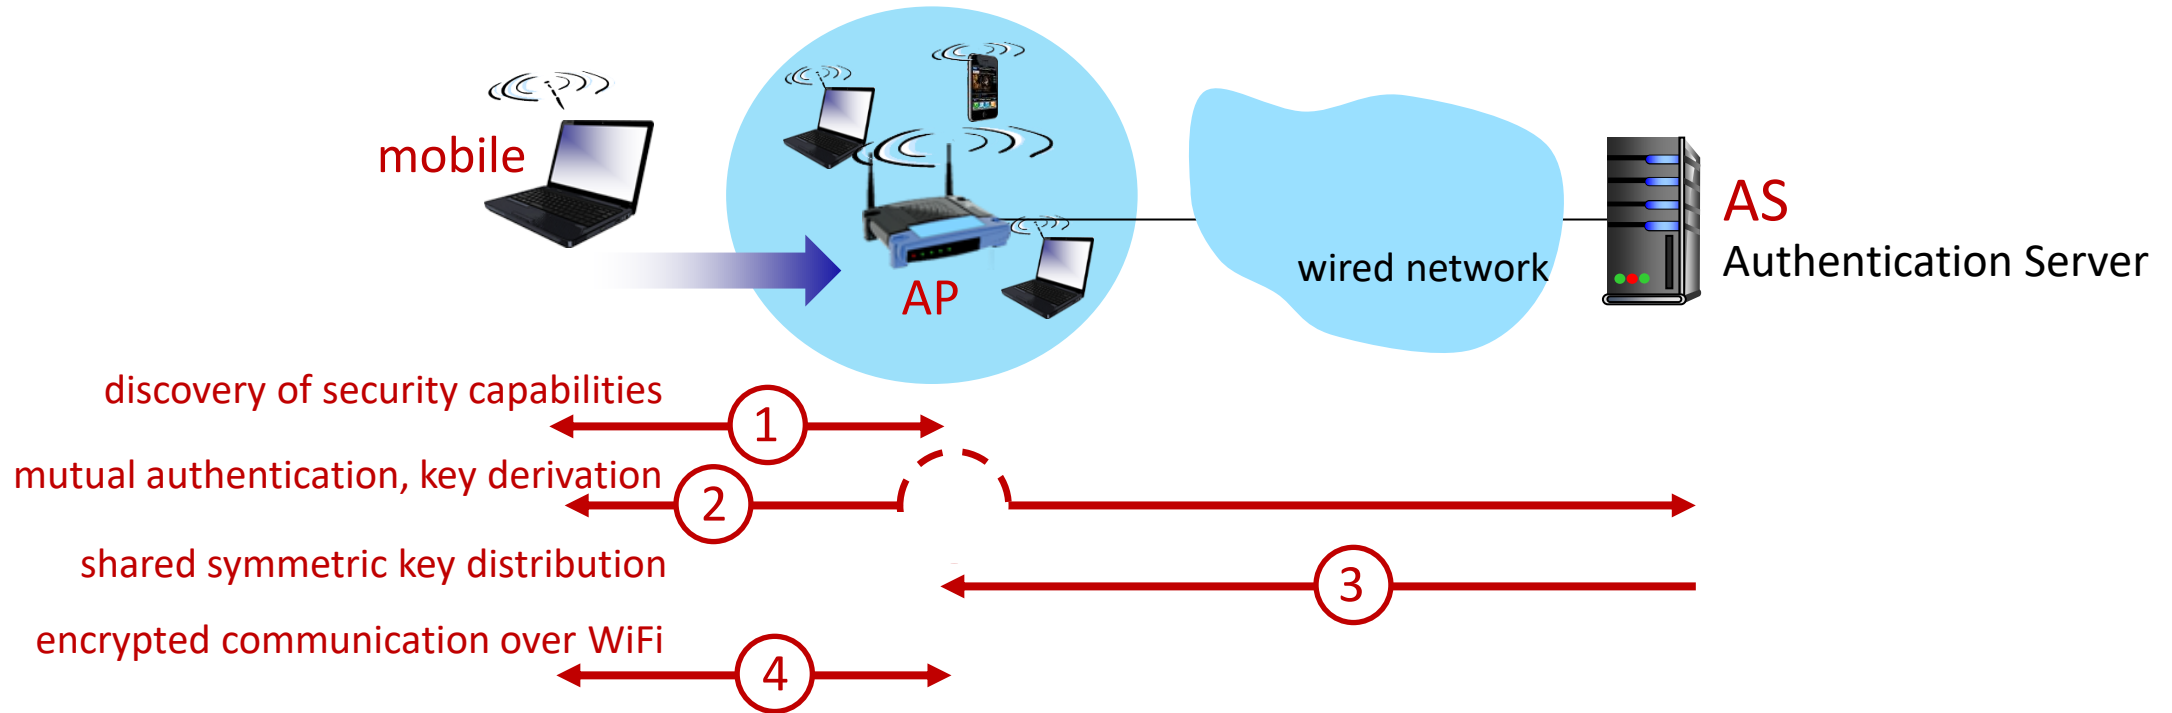 mobile
AP
wired network
AS
Authentication Server
discovery of security capabilities
1
mutual authentication, key derivation
2
shared symmetric key distribution
3
encrypted communication over WiFi
4